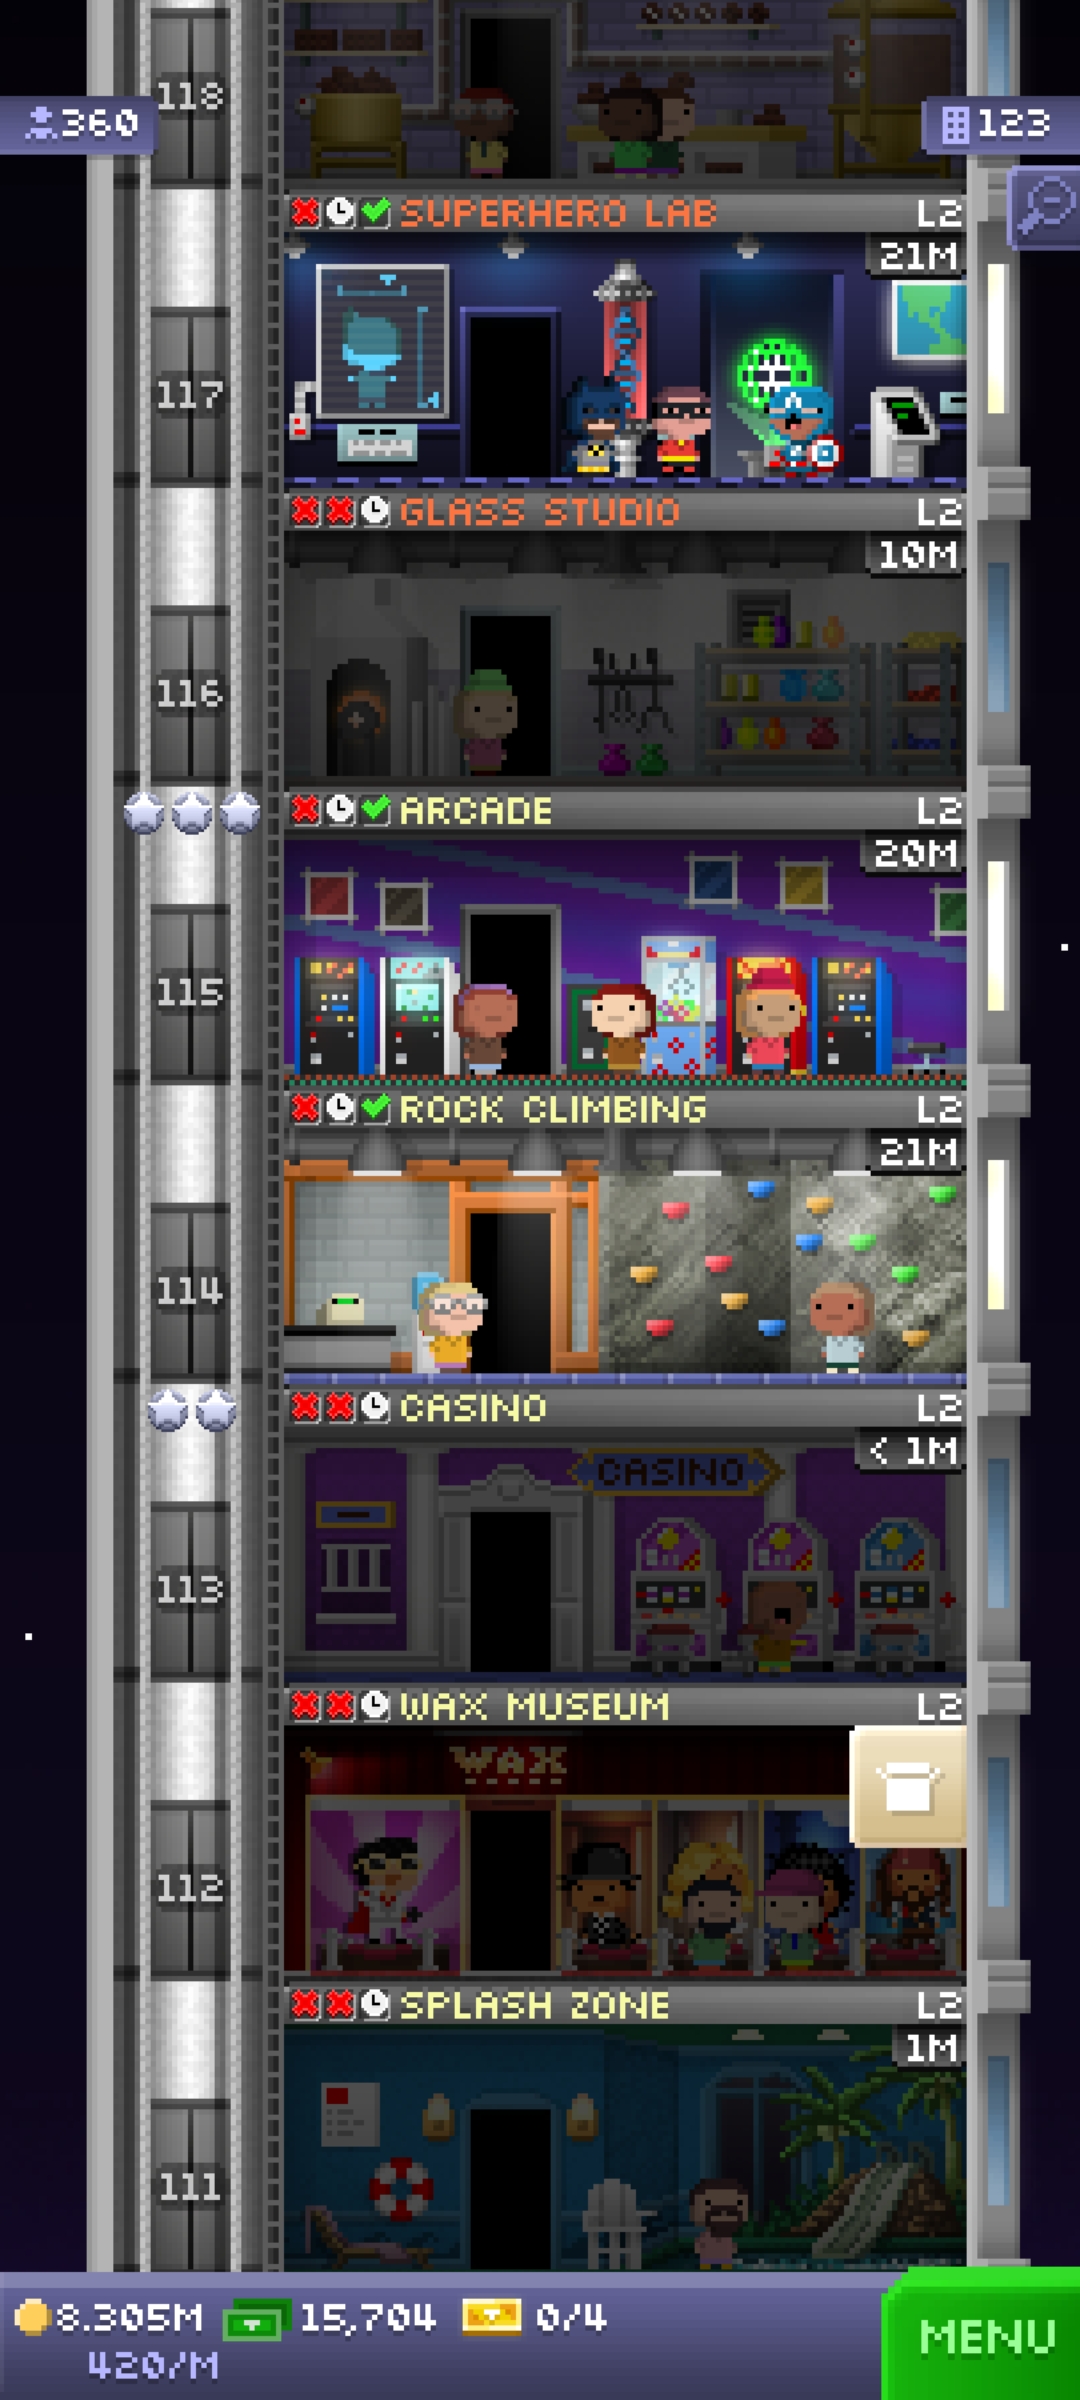 118
360
123
SUPERHERO LAB L2
21M
117
GLASS STUDIO L2
10M
116
ARCADE L2
20M
115
ROCK CLIMBING L2
21M
114
CASINO L2
< 1M
CASINO
113
WAX MUSEUM L2
WAX
112
SPLASH ZONE L2
1M
111
8.305M 15,704 0/4
420/M
MENU